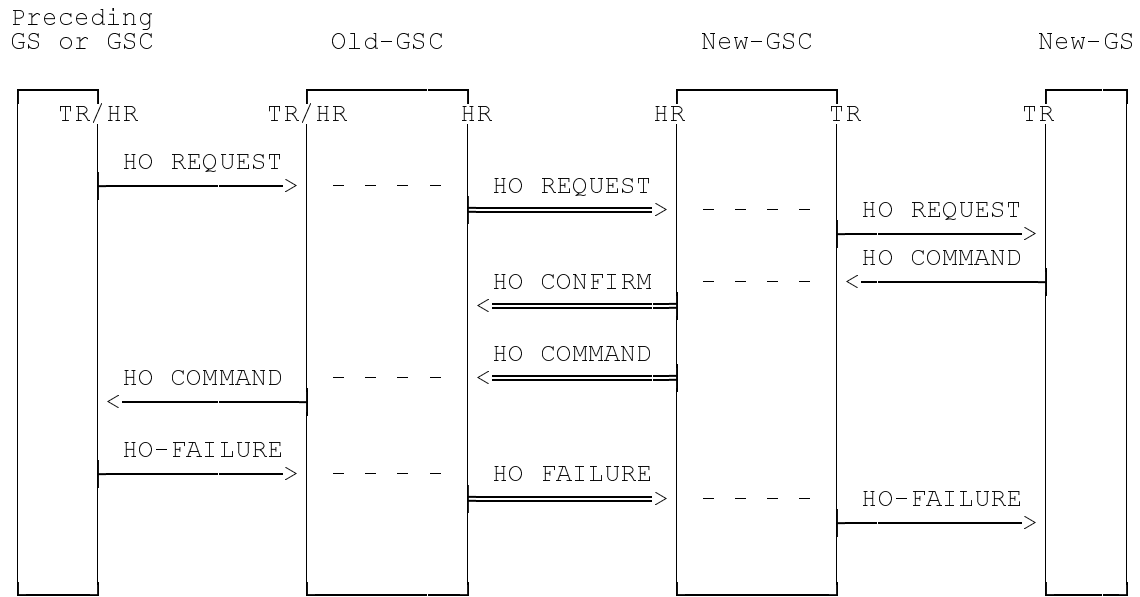 Preceding
GS or GSC Old-GSC New-GSC New-GS
TR/HR TR/HR HR HR TR TR
HO REQUEST
HO REQUEST
HO REQUEST
HO COMMAND
HO CONFIRM
HO COMMAND
HO COMMAND
HO-FAILURE
HO FAILURE
HO-FAILURE